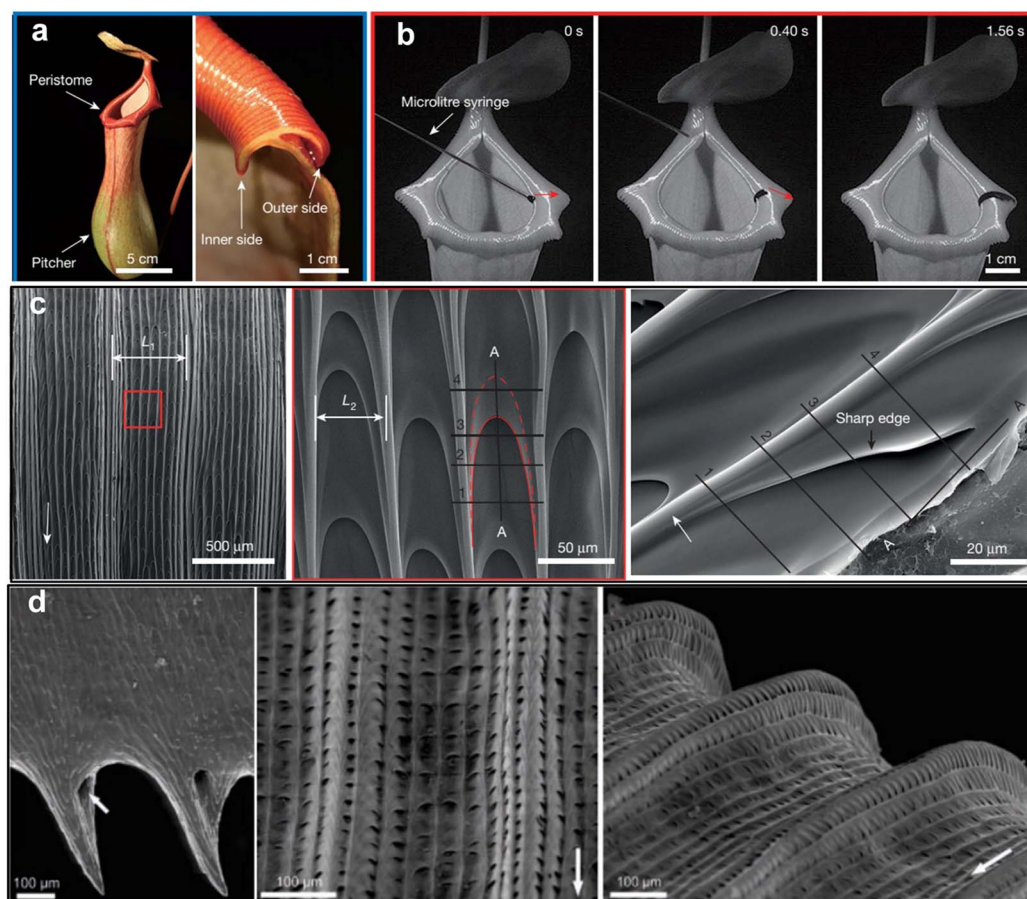 a
Peristome
Pitcher
5 cm
Inner side
Outer side
1 cm
b
0 s
Microlitre syringe
0.40 s
1.56 s
1 cm
c
L1
500 µm
L2
A
4
3
2
1
A
50 µm
4
3
Sharp edge
2
1
A
A
20 µm
d
100 µm
100 µm
100 µm